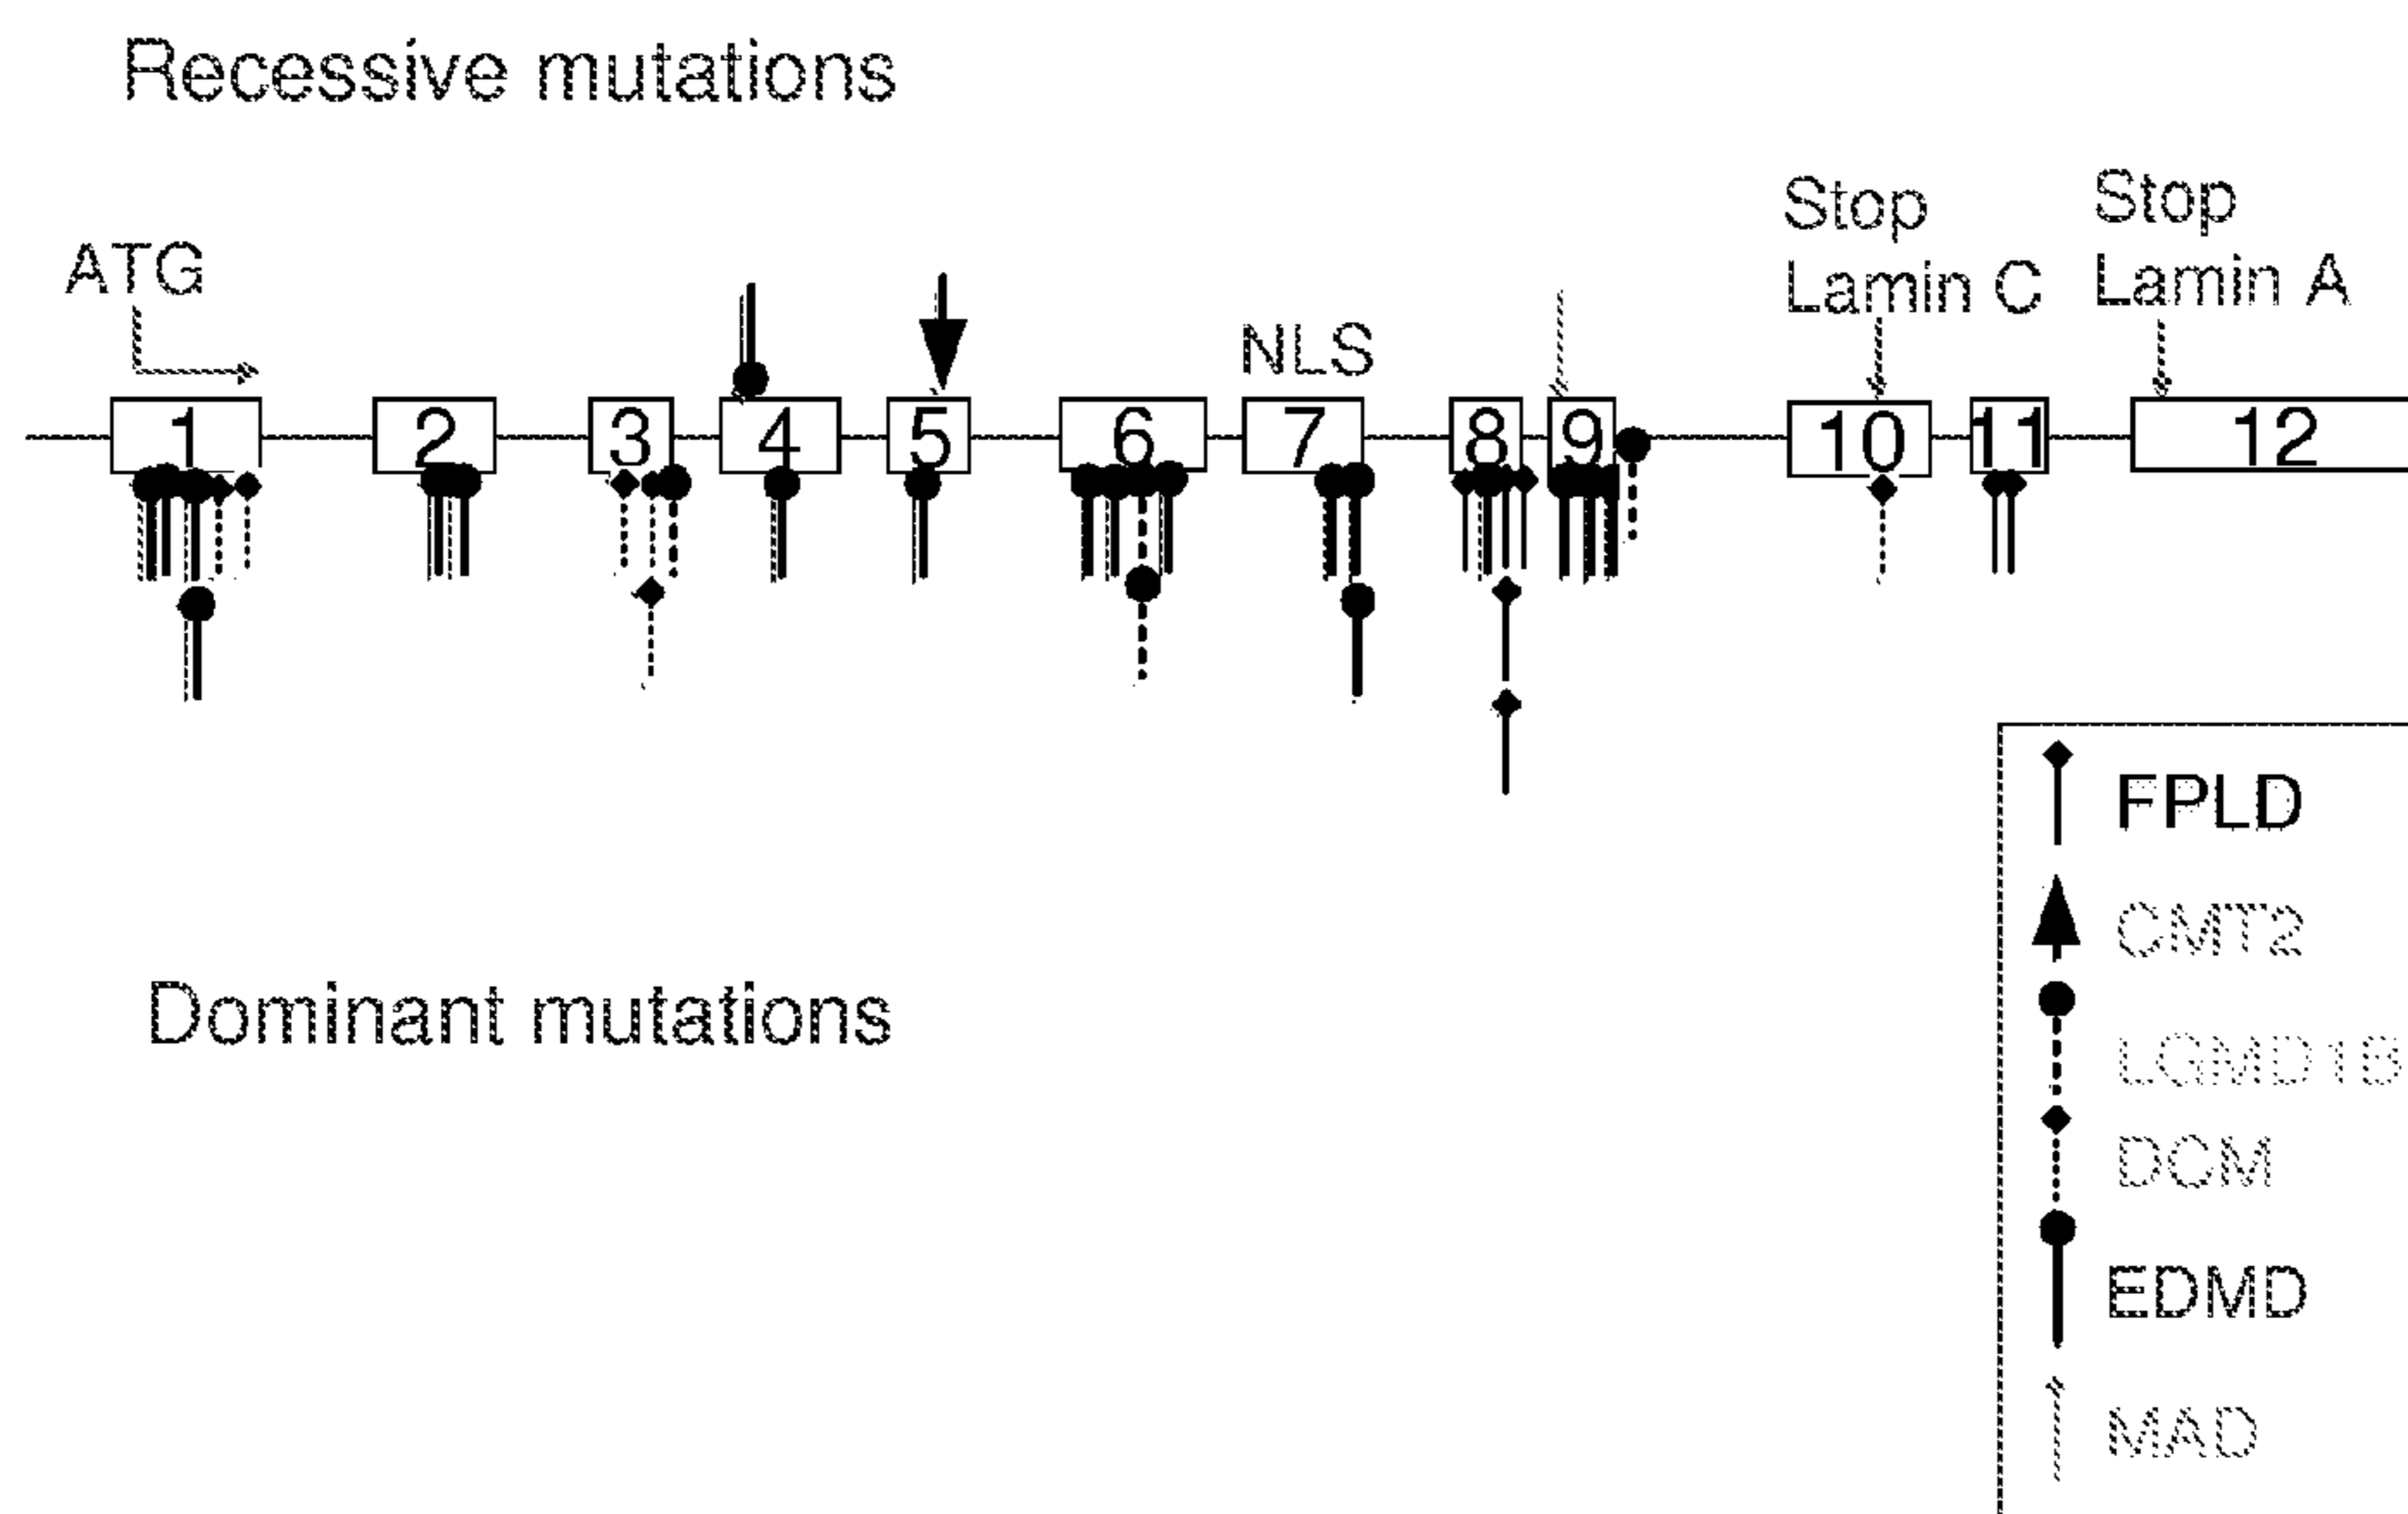 Recessive mutations
ATG
NLS
Stop
Lamin C
Stop
Lamin A
1 2 3 4 5 6 7 8 9 10 11 12
Dominant mutations
FPLD
CMT2
LGMD1B
DCM
EDMD
MAD